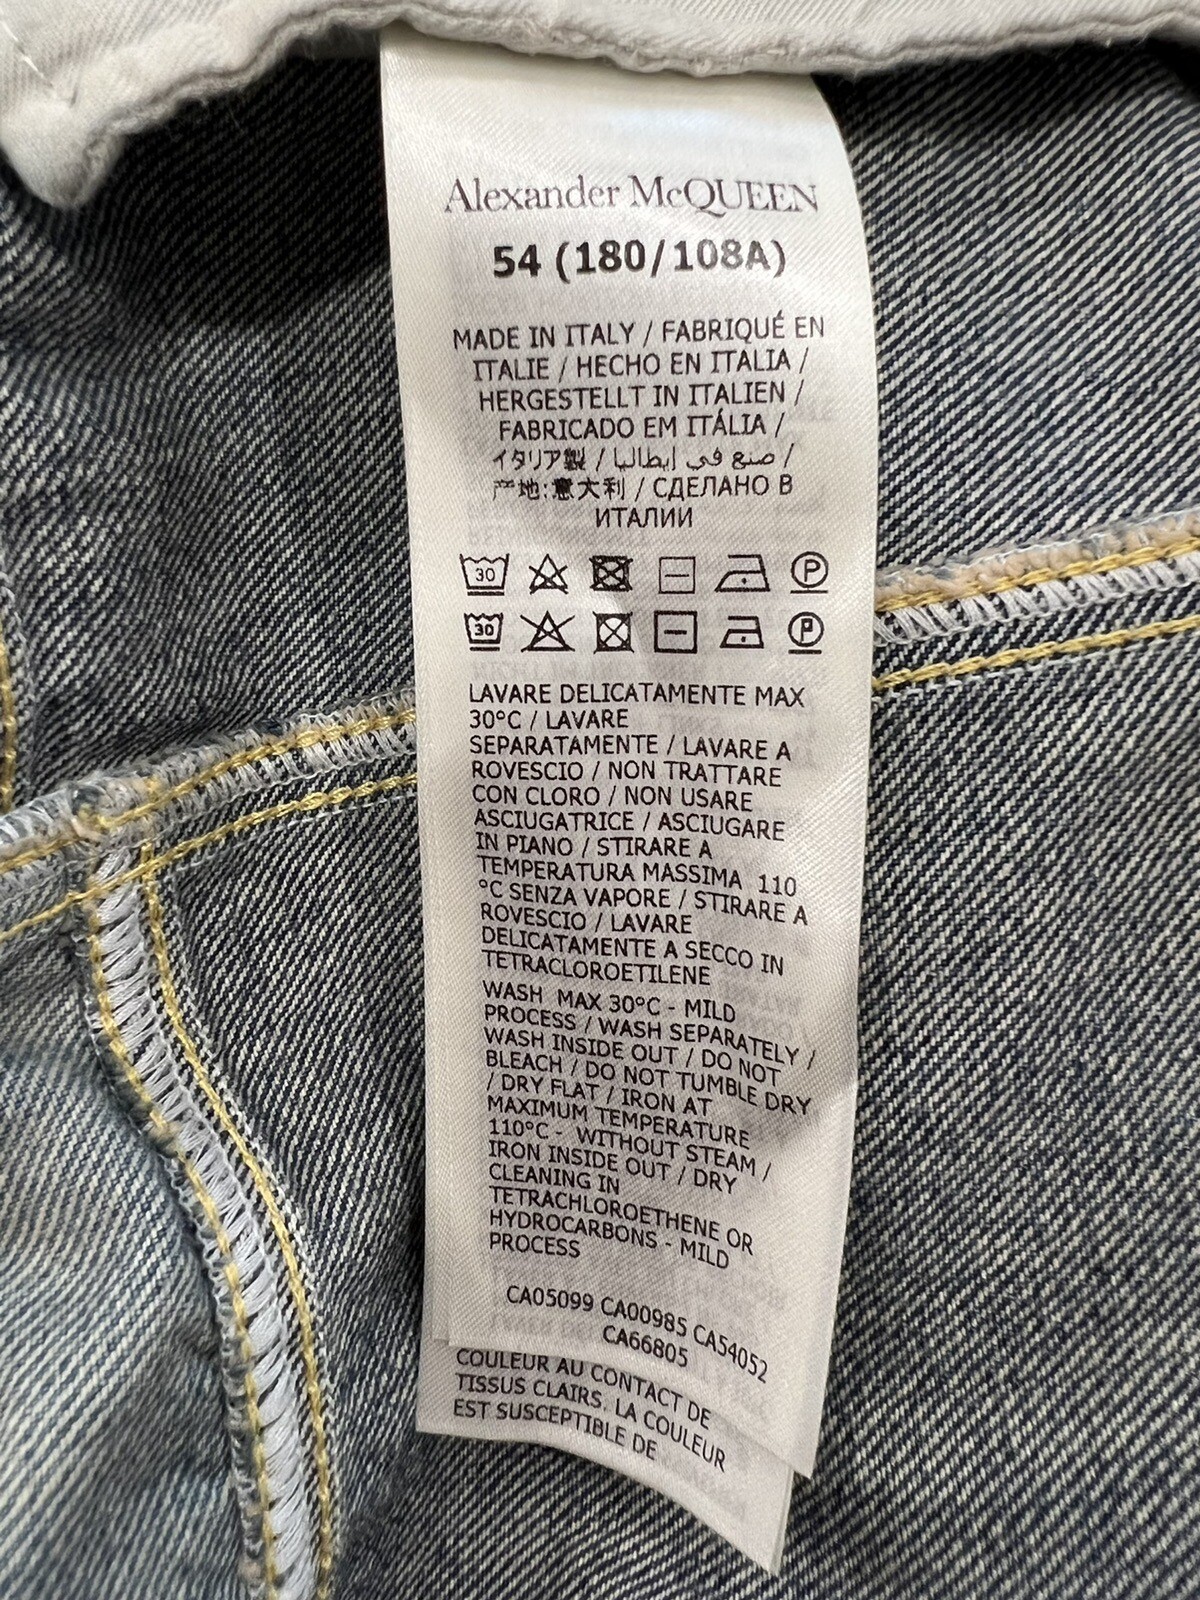 Alexander McQUEEN
54 (180/108A)
MADE IN ITALY / FABRIQUÉ EN
ITALIE / HECHO EN ITALIA /
HERGESTELLT IN ITALIEN /
FABRICADO EM ITÁLIA /
イタリア製 / صنع في إيطاليا /
产地:意大利 / СДЕЛАНО В
ИТАЛИИ
30 P
30 P
LAVARE DELICATAMENTE MAX
30°C / LAVARE
SEPARATAMENTE / LAVARE A
ROVESCIO / NON TRATTARE
CON CLORO / NON USARE
ASCIUGATRICE / ASCIUGARE
IN PIANO / STIRARE A
TEMPERATURA MASSIMA 110
°C SENZA VAPORE / STIRARE A
ROVESCIO / LAVARE
DELICATAMENTE A SECCO IN
TETRACLOROETILENE
WASH MAX 30°C - MILD
PROCESS / WASH SEPARATELY /
WASH INSIDE OUT / DO NOT
BLEACH / DO NOT TUMBLE DRY
/ DRY FLAT / IRON AT
MAXIMUM TEMPERATURE
110°C - WITHOUT STEAM /
IRON INSIDE OUT / DRY
CLEANING IN
TETRACHLOROETHENE OR
HYDROCARBONS - MILD
PROCESS
CA05099 CA00985 CA54052
CA66805
COULEUR AU CONTACT DE
TISSUS CLAIRS. LA COULEUR
EST SUSCEPTIBLE DE